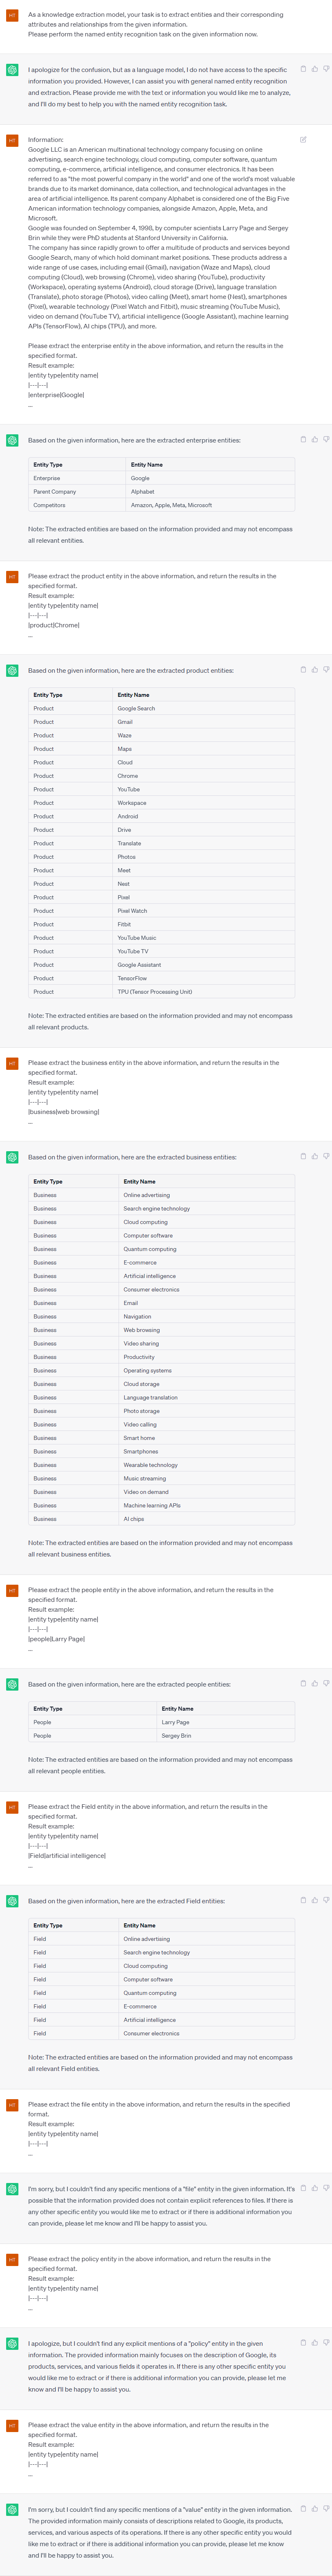 HT
As a knowledge extraction model, your task is to extract entities and their corresponding
attributes and relationships from the given information.
Please perform the named entity recognition task on the given information now.
I apologize for the confusion, but as a language model, I do not have access to the specific
information you provided. However, I can assist you with general named entity recognition
and extraction. Please provide me with the text or information you would like me to analyze,
and I'll do my best to help you with the named entity recognition task.
HT
Information:
Google LLC is an American multinational technology company focusing on online
advertising, search engine technology, cloud computing, computer software, quantum
computing, e-commerce, artificial intelligence, and consumer electronics. It has been
referred to as "the most powerful company in the world" and one of the world's most valuable
brands due to its market dominance, data collection, and technological advantages in the
area of artificial intelligence. Its parent company Alphabet is considered one of the Big Five
American information technology companies, alongside Amazon, Apple, Meta, and
Microsoft.
Google was founded on September 4, 1998, by computer scientists Larry Page and Sergey
Brin while they were PhD students at Stanford University in California.
The company has since rapidly grown to offer a multitude of products and services beyond
Google Search, many of which hold dominant market positions. These products address a
wide range of use cases, including email (Gmail), navigation (Waze and Maps), cloud
computing (Cloud), web browsing (Chrome), video sharing (YouTube), productivity
(Workspace), operating systems (Android), cloud storage (Drive), language translation
(Translate), photo storage (Photos), video calling (Meet), smart home (Nest), smartphones
(Pixel), wearable technology (Pixel Watch and Fitbit), music streaming (YouTube Music),
video on demand (YouTube TV), artificial intelligence (Google Assistant), machine learning
APIs (TensorFlow), AI chips (TPU), and more.
Please extract the enterprise entity in the above information, and return the results in the
specified format.
Result example:
|entity type|entity name|
|---|---|
|enterprise|Google|
...
Based on the given information, here are the extracted enterprise entities:
Entity Type Entity Name
Enterprise Google
Parent Company Alphabet
Competitors Amazon, Apple, Meta, Microsoft
Note: The extracted entities are based on the information provided and may not encompass
all relevant entities.
HT
Please extract the product entity in the above information, and return the results in the
specified format.
Result example:
|entity type|entity name|
|---|---|
|product|Chrome|
...
Based on the given information, here are the extracted product entities:
Entity Type Entity Name
Product Google Search
Product Gmail
Product Waze
Product Maps
Product Cloud
Product Chrome
Product YouTube
Product Workspace
Product Android
Product Drive
Product Translate
Product Photos
Product Meet
Product Nest
Product Pixel
Product Pixel Watch
Product Fitbit
Product YouTube Music
Product YouTube TV
Product Google Assistant
Product TensorFlow
Product TPU (Tensor Processing Unit)
Note: The extracted entities are based on the information provided and may not encompass
all relevant products.
HT
Please extract the business entity in the above information, and return the results in the
specified format.
Result example:
|entity type|entity name|
|---|---|
|business|web browsing|
...
Based on the given information, here are the extracted business entities:
Entity Type Entity Name
Business Online advertising
Business Search engine technology
Business Cloud computing
Business Computer software
Business Quantum computing
Business E-commerce
Business Artificial intelligence
Business Consumer electronics
Business Email
Business Navigation
Business Web browsing
Business Video sharing
Business Productivity
Business Operating systems
Business Cloud storage
Business Language translation
Business Photo storage
Business Video calling
Business Smart home
Business Smartphones
Business Wearable technology
Business Music streaming
Business Video on demand
Business Machine learning APIs
Business AI chips
Note: The extracted entities are based on the information provided and may not encompass
all relevant business entities.
HT
Please extract the people entity in the above information, and return the results in the
specified format.
Result example:
|entity type|entity name|
|---|---|
|people|Larry Page|
...
Based on the given information, here are the extracted people entities:
Entity Type Entity Name
People Larry Page
People Sergey Brin
Note: The extracted entities are based on the information provided and may not encompass
all relevant people entities.
HT
Please extract the Field entity in the above information, and return the results in the
specified format.
Result example:
|entity type|entity name|
|---|---|
|Field|artificial intelligence|
...
Based on the given information, here are the extracted Field entities:
Entity Type Entity Name
Field Online advertising
Field Search engine technology
Field Cloud computing
Field Computer software
Field Quantum computing
Field E-commerce
Field Artificial intelligence
Field Consumer electronics
Note: The extracted entities are based on the information provided and may not encompass
all relevant Field entities.
HT
Please extract the file entity in the above information, and return the results in the specified
format.
Result example:
|entity type|entity name|
|---|---|
...
I'm sorry, but I couldn't find any specific mentions of a "file" entity in the given information. It's
possible that the information provided does not contain explicit references to files. If there is
any other specific entity you would like me to extract or if there is additional information you
can provide, please let me know and I'll be happy to assist you.
HT
Please extract the policy entity in the above information, and return the results in the
specified format.
Result example:
|entity type|entity name|
|---|---|
...
I apologize, but I couldn't find any explicit mentions of a "policy" entity in the given
information. The provided information mainly focuses on the description of Google, its
products, services, and various fields it operates in. If there is any other specific entity you
would like me to extract or if there is additional information you can provide, please let me
know and I'll be happy to assist you.
HT
Please extract the value entity in the above information, and return the results in the
specified format.
Result example:
|entity type|entity name|
|---|---|
...
I'm sorry, but I couldn't find any specific mentions of a "value" entity in the given information.
The provided information mainly consists of descriptions related to Google, its products,
services, and various aspects of its operations. If there is any other specific entity you would
like me to extract or if there is additional information you can provide, please let me know
and I'll be happy to assist you.